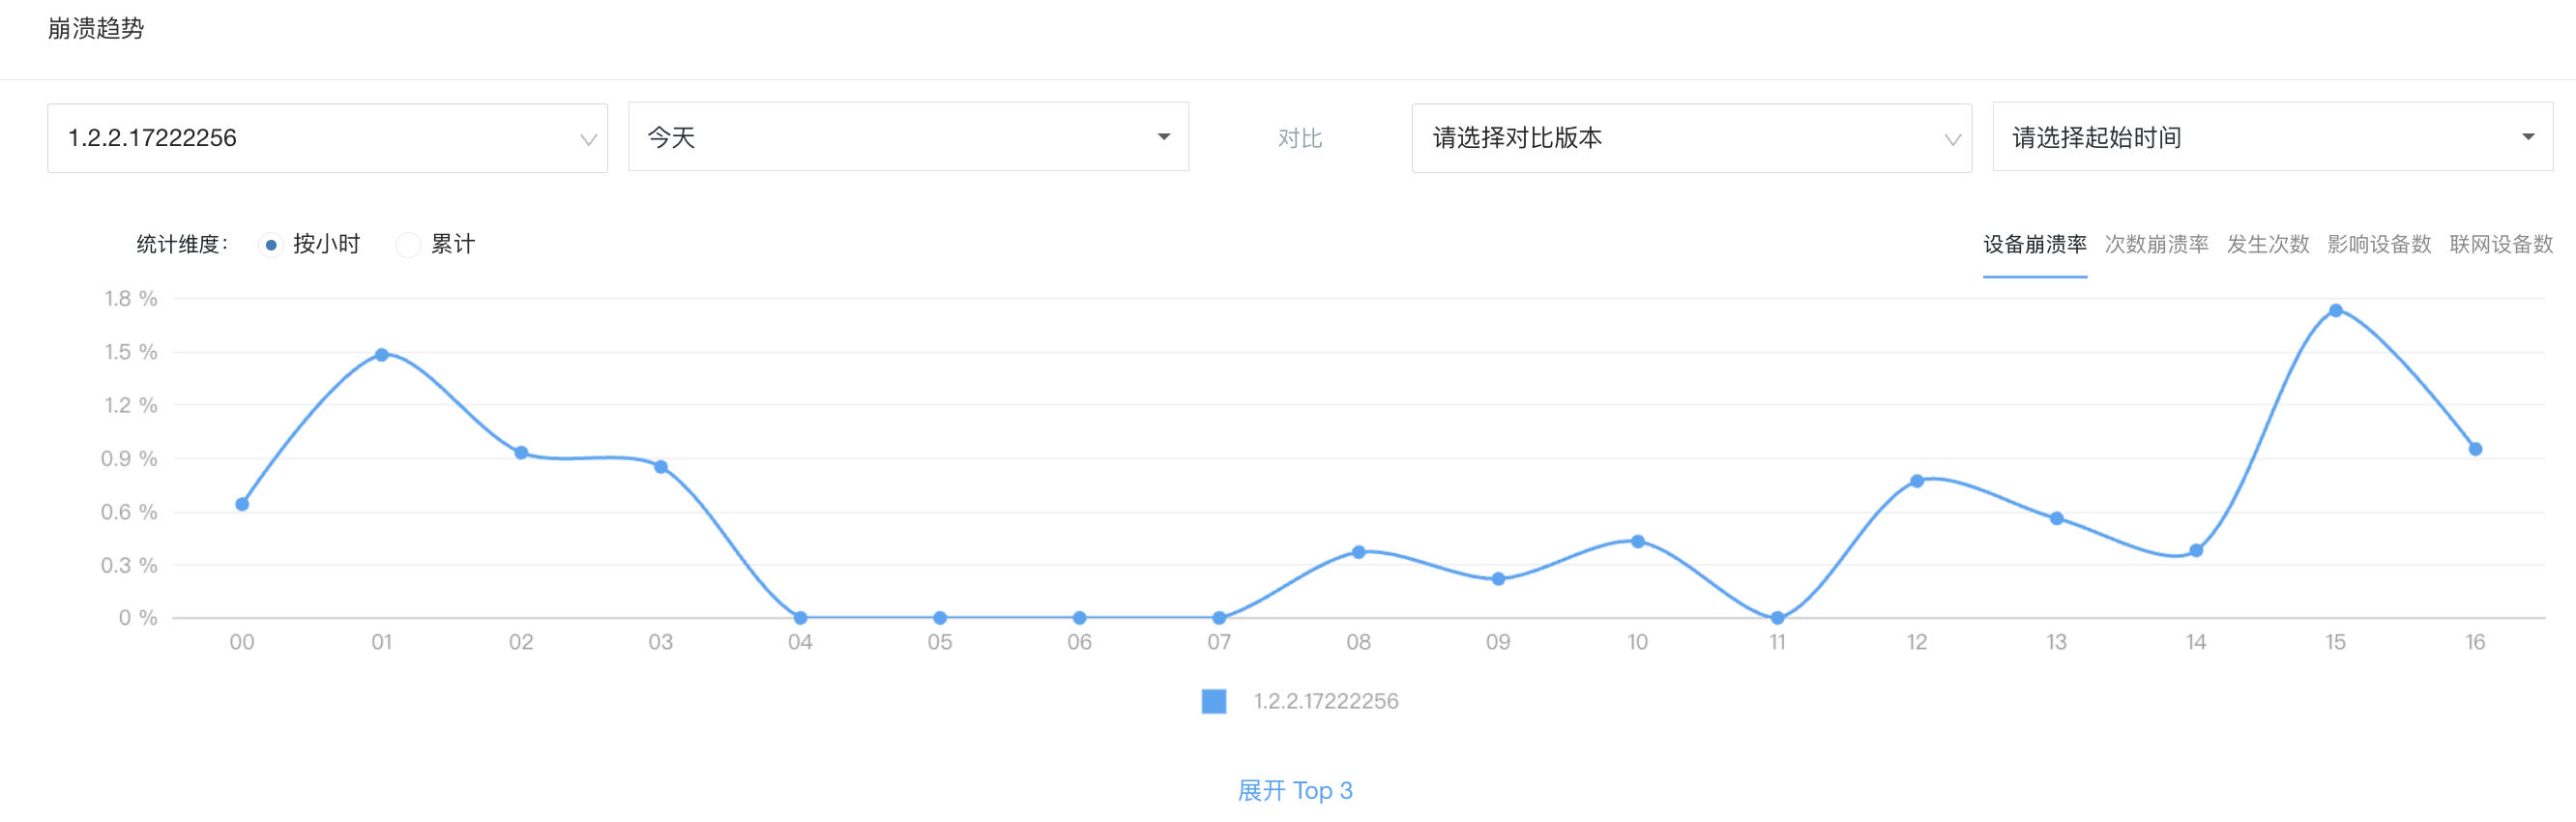 崩溃趋势
1.2.2.17222256 今天 对比 请选择对比版本 请选择起始时间
统计维度： 按小时 累计 设备崩溃率 次数崩溃率 发生次数 影响设备数 联网设备数
1.8 %
1.5 %
1.2 %
0.9 %
0.6 %
0.3 %
0 %
00 01 02 03 04 05 06 07 08 09 10 11 12 13 14 15 16
1.2.2.17222256
展开 Top 3